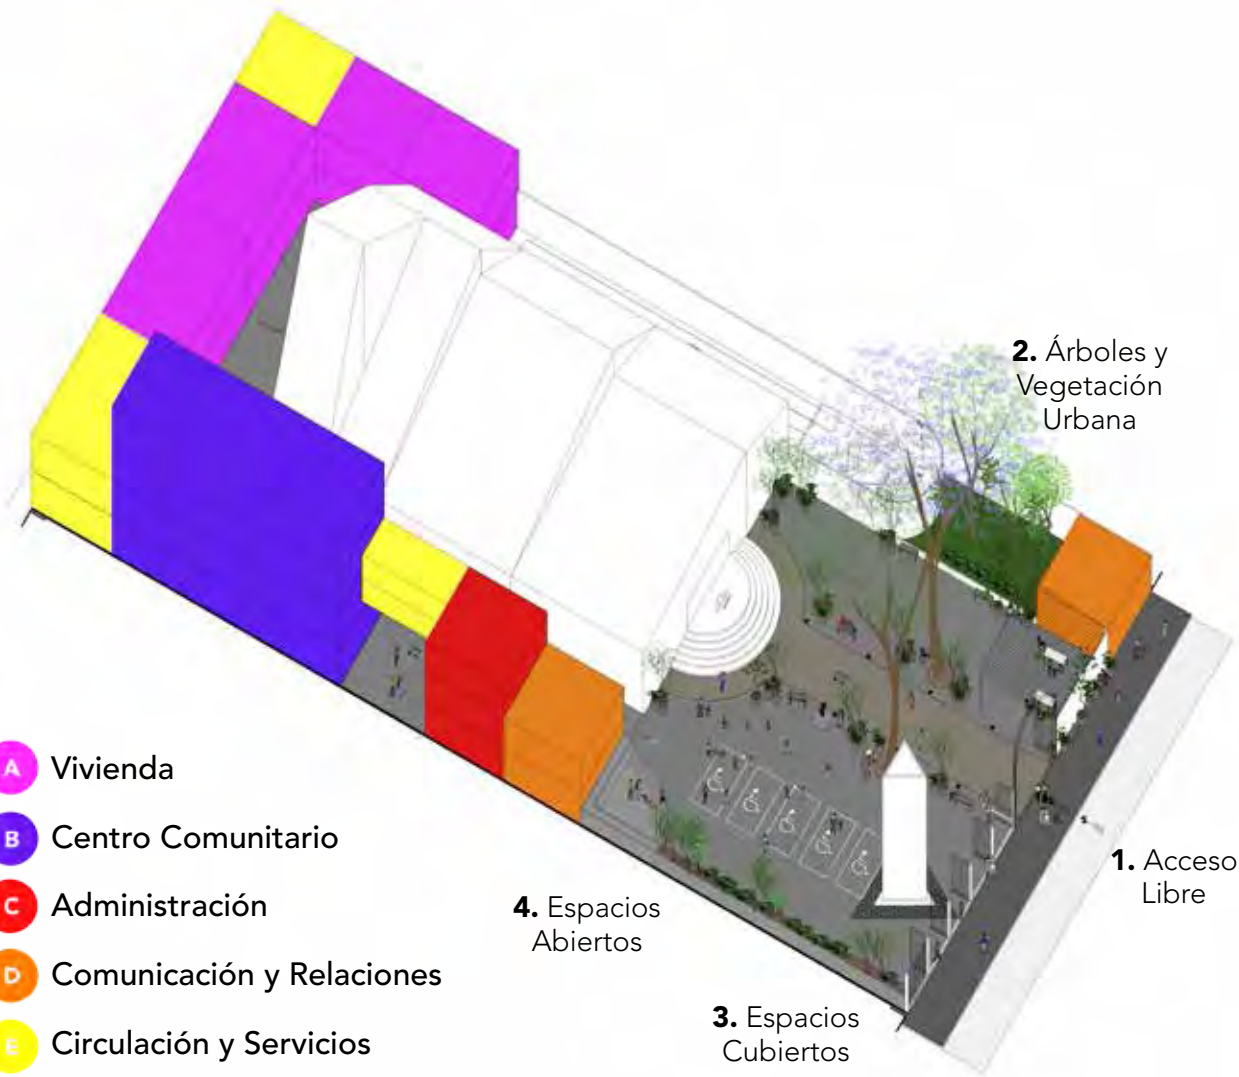 2. Árboles y
Vegetación
Urbana
A Vivienda
B Centro Comunitario
C Administración
D Comunicación y Relaciones
E Circulación y Servicios
1. Acceso
Libre
4. Espacios
Abiertos
3. Espacios
Cubiertos